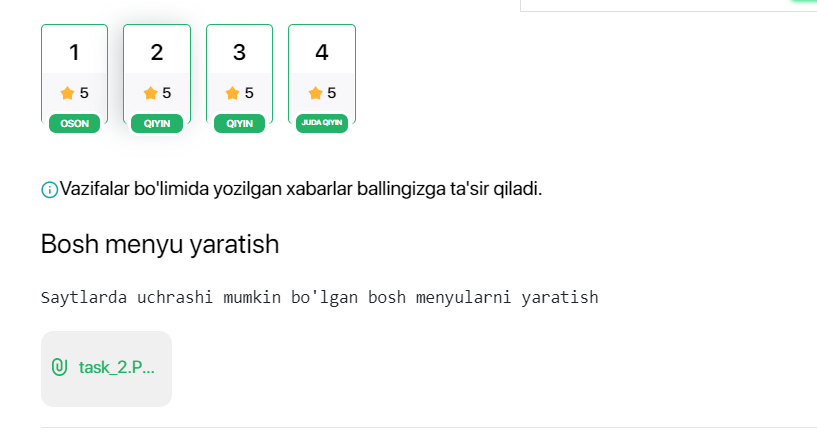 1 2 3 4
5 5 5 5
OSON QIYIN QIYIN JUDA QIYIN
Vazifalar bo'limida yozilgan xabarlar ballingizga ta'sir qiladi.
Bosh menyu yaratish
Saytlarda uchrashi mumkin bo'lgan bosh menyularni yaratish
task_2.P...